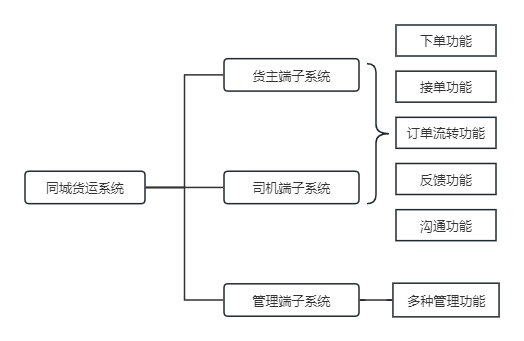 同城货运系统
货主端子系统
司机端子系统
管理端子系统
下单功能
接单功能
订单流转功能
反馈功能
沟通功能
多种管理功能